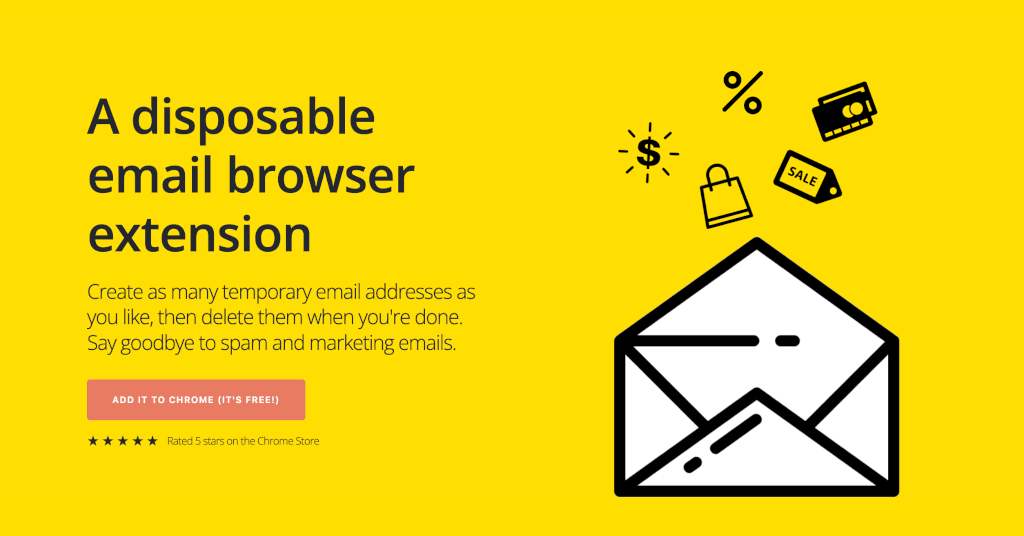 A disposable
email browser
extension
Create as many temporary email addresses as
you like, then delete them when you're done.
Say goodbye to spam and marketing emails.
ADD IT TO CHROME (IT'S FREE!)
★ ★ ★ ★ ★ Rated 5 stars on the Chrome Store
%
$
SALE